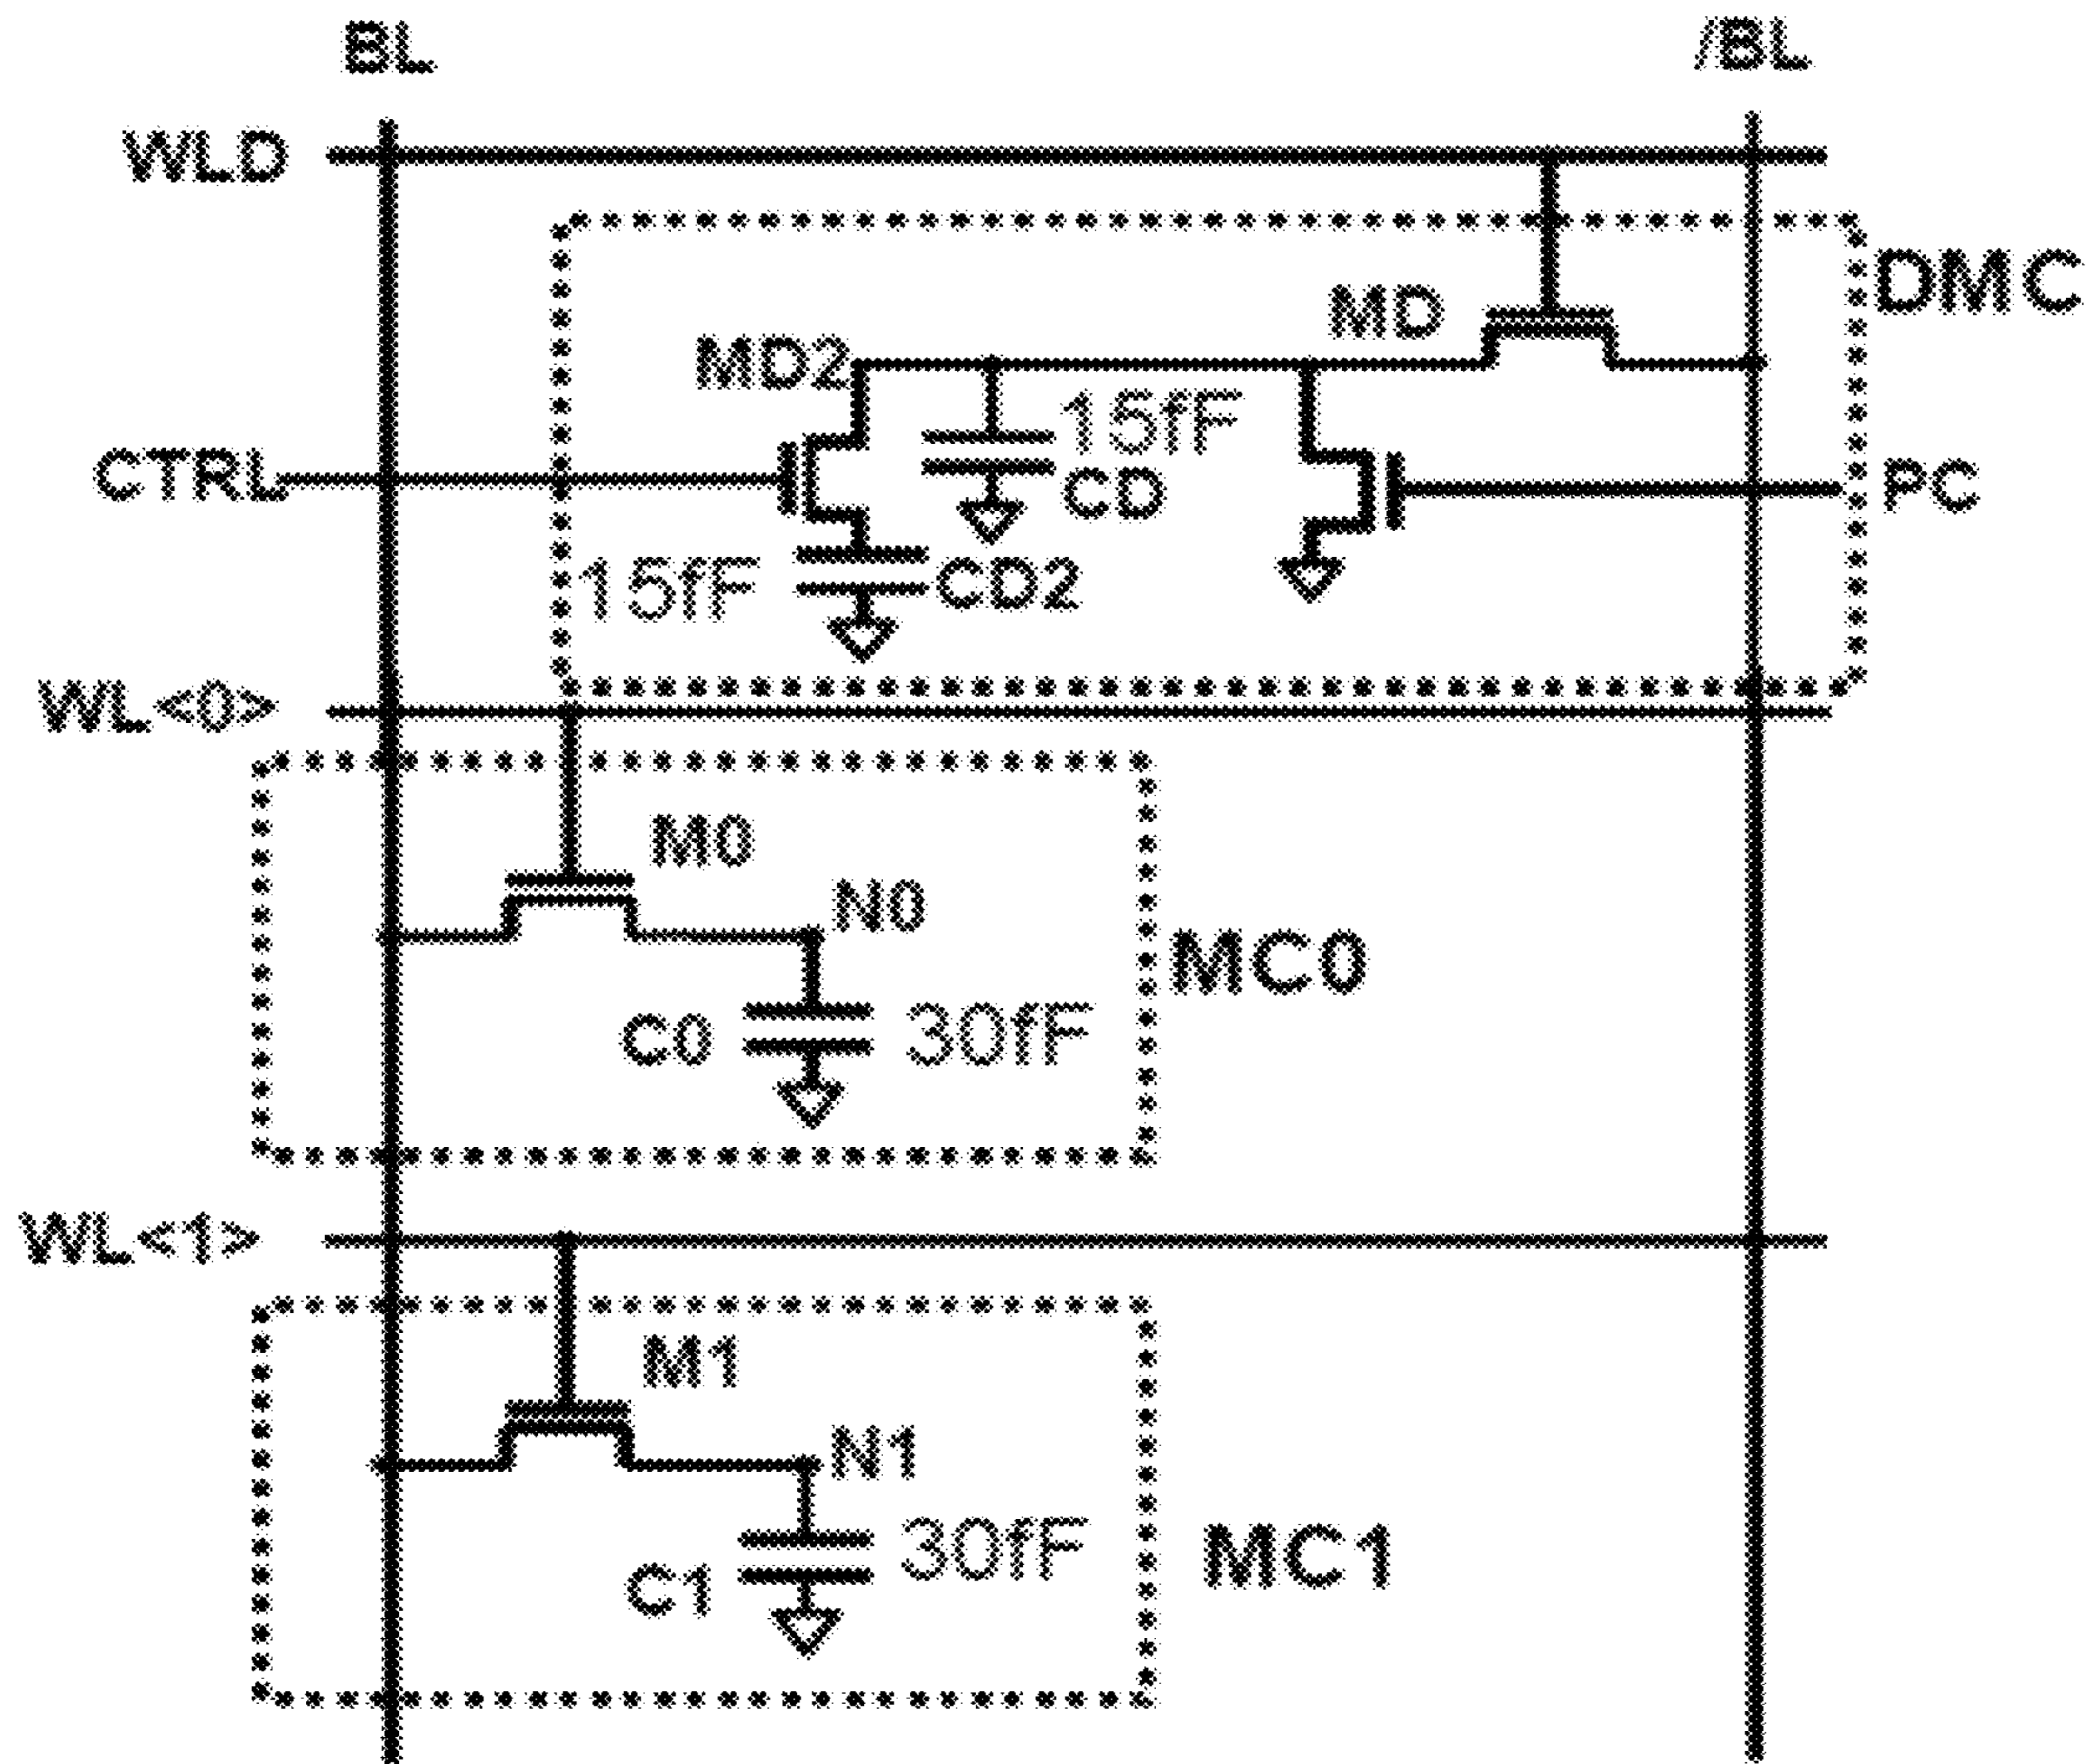 BL
/BL
WLD
DMC
MD
MD2
15fF
CTRL
CD
PC
15fF
CD2
WL<0>
M0
N0
MC0
C0
30fF
WL<1>
M1
N1
MC1
C1
30fF